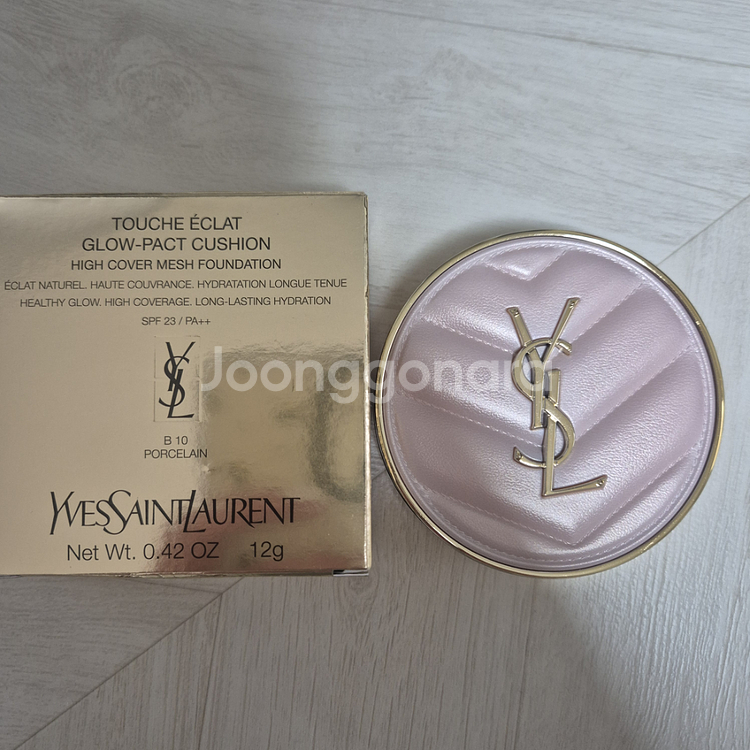 TOUCHE ÉCLAT
GLOW-PACT CUSHION
HIGH COVER MESH FOUNDATION
ÉCLAT NATUREL. HAUTE COUVRANCE. HYDRATATION LONGUE TENUE
HEALTHY GLOW. HIGH COVERAGE. LONG-LASTING HYDRATION
SPF 23 / PA++
YSL
B 10
PORCELAIN
YVESSAINTLAURENT
Net Wt. 0.42 OZ 12g
YSL
Joonggonara